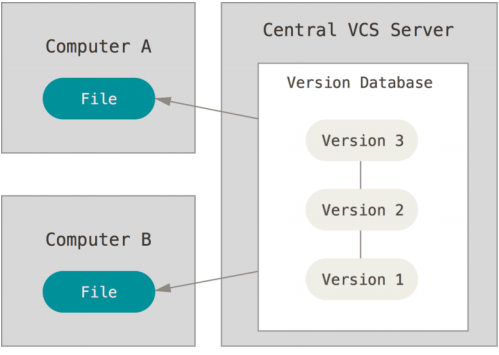 Computer A
File
Computer B
File
Central VCS Server
Version Database
Version 3
Version 2
Version 1